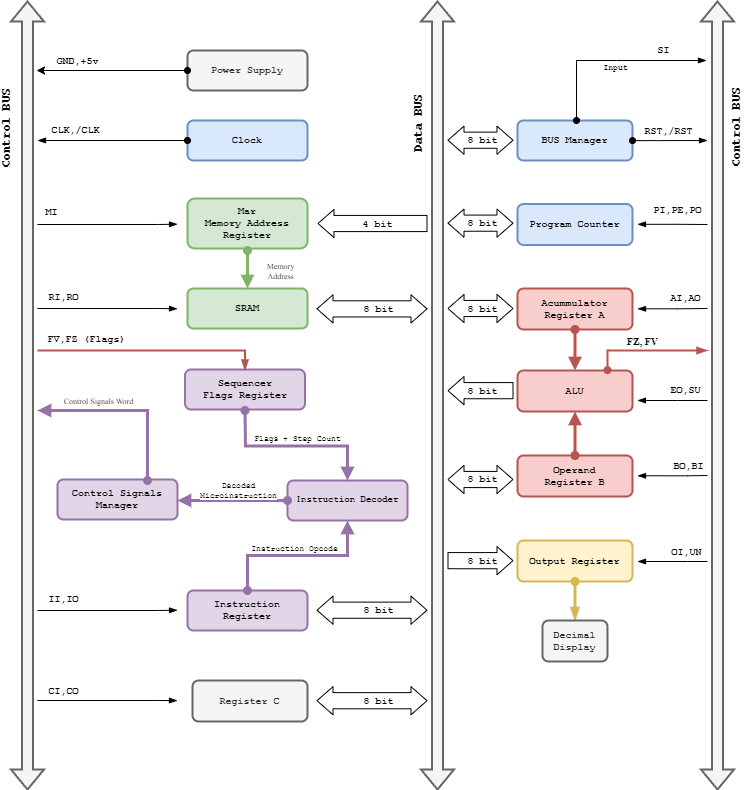 Control BUS
GND,+5v
Power Supply
CLK,/CLK
Clock
MI
Mar
Memory Address
Register
4 bit
Memory
Address
RI,RO
SRAM
8 bit
FV,FZ (Flags)
Sequencer
Flags Register
Control Signals Word
Flags + Step Count
Control Signals
Manager
Decoded
Microinstruction
Instruction Decoder
Instruction Opcode
II,IO
Instruction
Register
8 bit
CI,CO
Register C
8 bit
Data BUS
SI
Input
8 bit
BUS Manager
RST,/RST
8 bit
Program Counter
PI,PE,PO
8 bit
Acummulator
Register A
AI,AO
FZ,FV
8 bit
ALU
EO,SU
8 bit
Operand
Register B
BO,BI
8 bit
Output Register
OI,UN
Decimal
Display
Control BUS